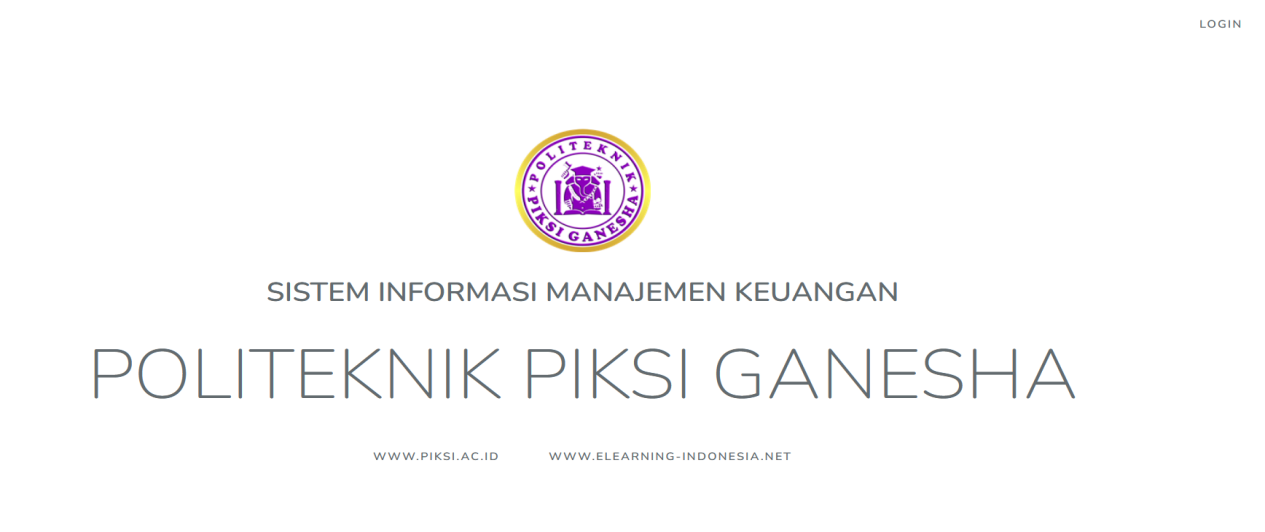 LOGIN
POLITEKNIK
PIKSI GANESHA
SISTEM INFORMASI MANAJEMEN KEUANGAN
POLITEKNIK PIKSI GANESHA
WWW.PIKSI.AC.ID WWW.ELEARNING-INDONESIA.NET